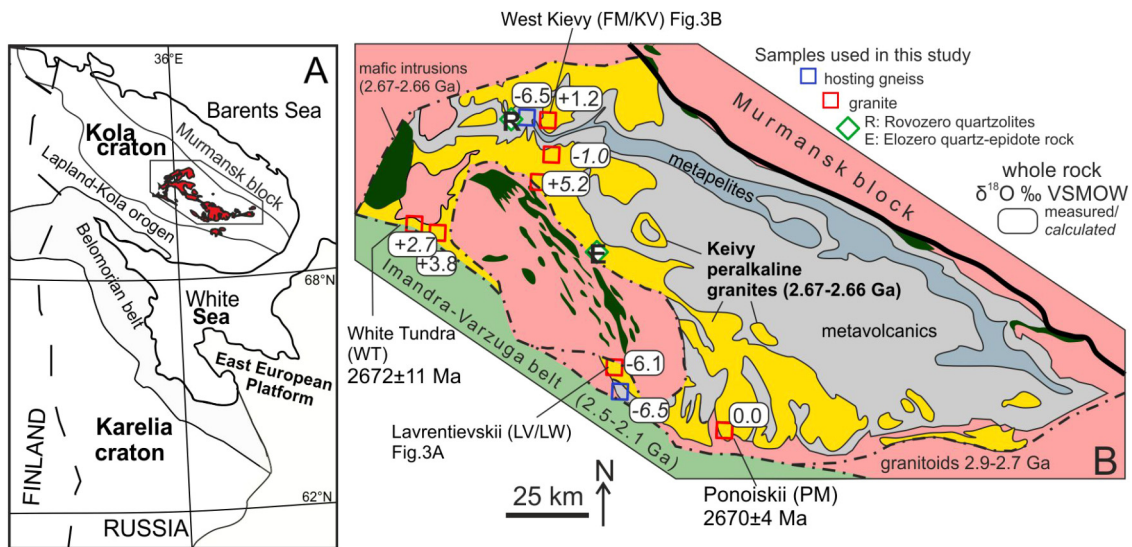 36°E
A
Barents Sea
Kola
craton
Murmansk block
Lapland-Kola orogen
Belomorian belt
68°N
White
Sea
East European
Platform
Karelia
craton
FINLAND
62°N
RUSSIA
West Kievy (FM/KV) Fig.3B
mafic intrusions
(2.67-2.66 Ga)
-6.5
+1.2
R
-1.0
+5.2
metapelites
Murmansk block
Samples used in this study
hosting gneiss
granite
R: Rovozero quartzolites
E: Elozero quartz-epidote rock
whole rock
δ¹⁸O ‰ VSMOW
measured/
calculated
+2.7
+3.8
E
Keivy
peralkaline
granites (2.67-2.66 Ga)
metavolcanics
White Tundra
(WT)
2672±11 Ma
Imandra-Varzuga belt (2.5-2.1 Ga)
-6.1
-6.5
0.0
Lavrentievskii (LV/LW)
Fig.3A
granitoids 2.9-2.7 Ga
B
N
25 km
Ponoiskii (PM)
2670±4 Ma